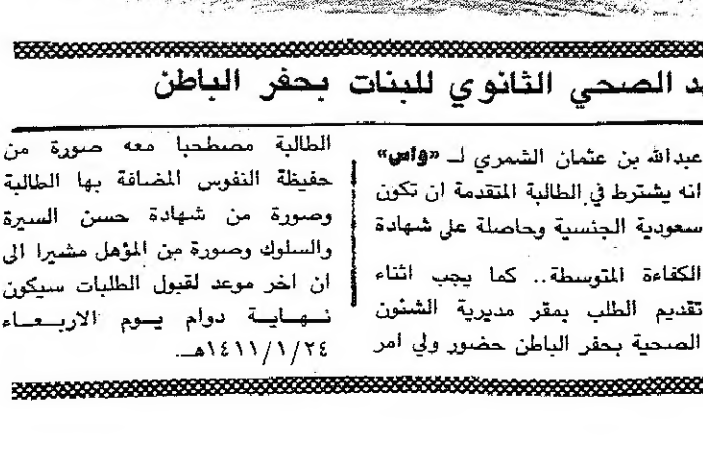 د الصحي الثانوي للبنات بحفر الباطن
عبدالله بن عثمان الشمري لــ «واس»
انه يشترط في الطالبة المتقدمة ان تكون
سعودية الجنسية وحاصلة على شهادة
الكفاءة المتوسطة.. كما يجب اثناء
تقديم الطلب بمقر مديرية الشئون
الصحية بحفر الباطن حضور ولي امر
الطالبة مصطحبا معه صورة من
حفيظة النفوس المضافة بها الطالبة
وصورة من شهادة حسن السيرة
والسلوك وصورة من المؤهل مشيرا الى
ان اخر موعد لقبول الطلبات سيكون
نهاية دوام يوم الاربعاء
١٤١١/١/٢٤هـ.